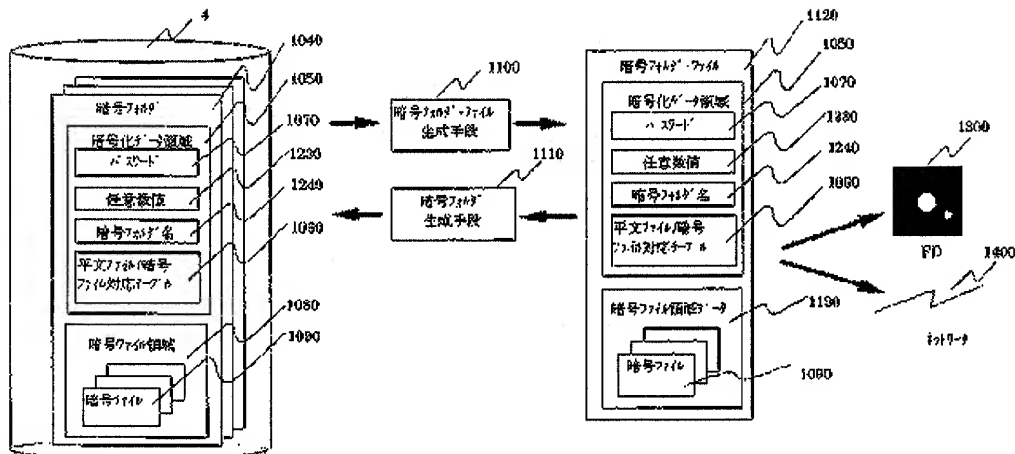 4
1040
1050
1070
1230
1240
1060
1080
1090
暗号フォルダ
暗号化データ領域
パスワード
任意数値
暗号フォルダ名
平文ファイル/暗号
ファイル対応テーブル
暗号ファイル領域
暗号ファイル
1100
暗号フォルダ・ファイル
生成手段
1110
暗号フォルダ
生成手段
1120
1050
1070
1230
1240
1060
1130
1090
暗号フォルダ・ファイル
暗号化データ領域
パスワード
任意数値
暗号フォルダ名
平文ファイル/暗号
ファイル対応テーブル
暗号ファイル領域データ
暗号ファイル
1300
FD
1400
ネットワーク